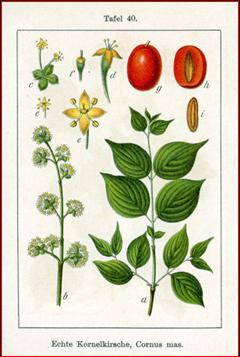 Tafel 40.
c r d g h
e e i
b a
Echte Kornelkirsche, Cornus mas.